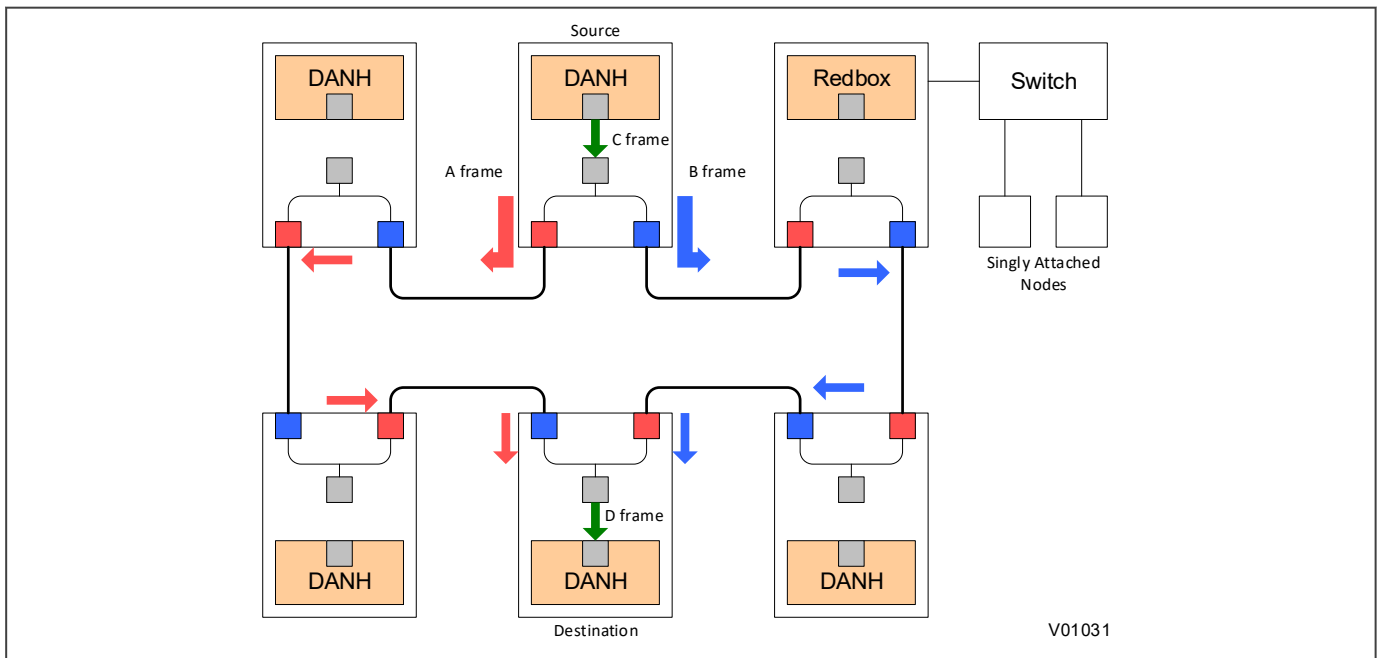 Source
DANH
DANH
Redbox
Switch
C frame
A frame
B frame
Singly Attached
Nodes
D frame
DANH
DANH
DANH
Destination
V01031